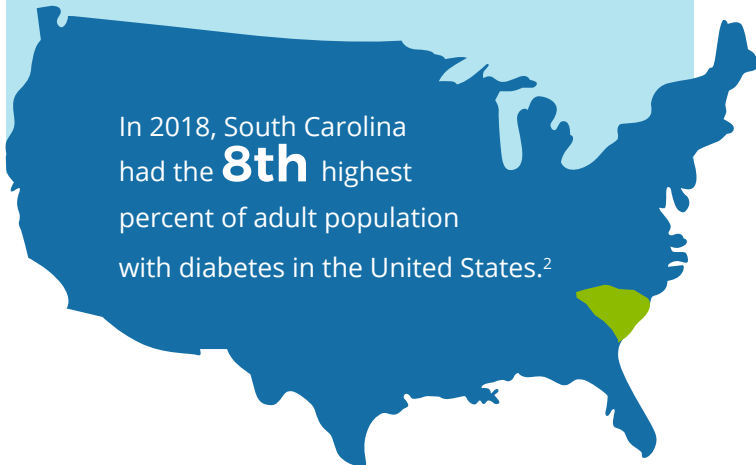 In 2018, South Carolina
had the 8th highest
percent of adult population
with diabetes in the United States.2